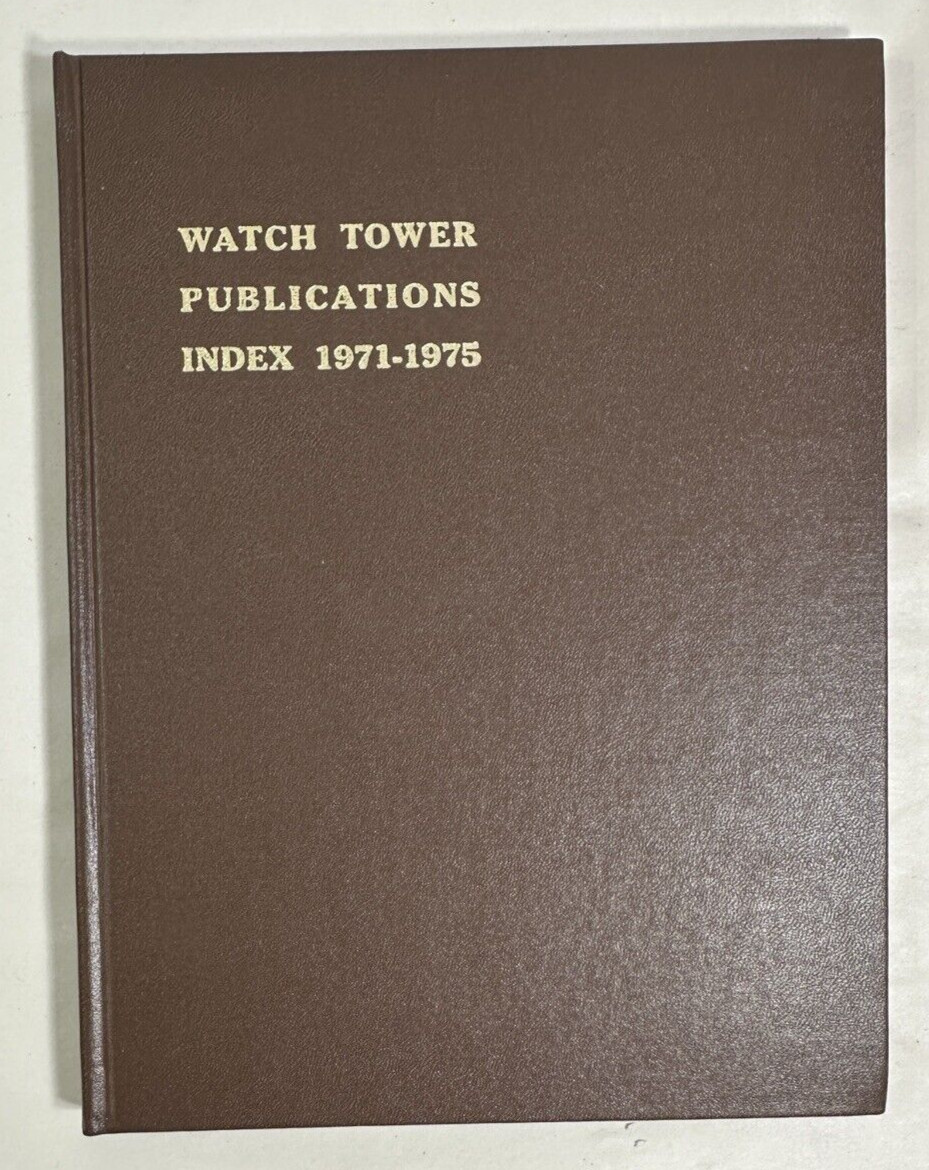 WATCH TOWER
PUBLICATIONS
INDEX 1971-1975